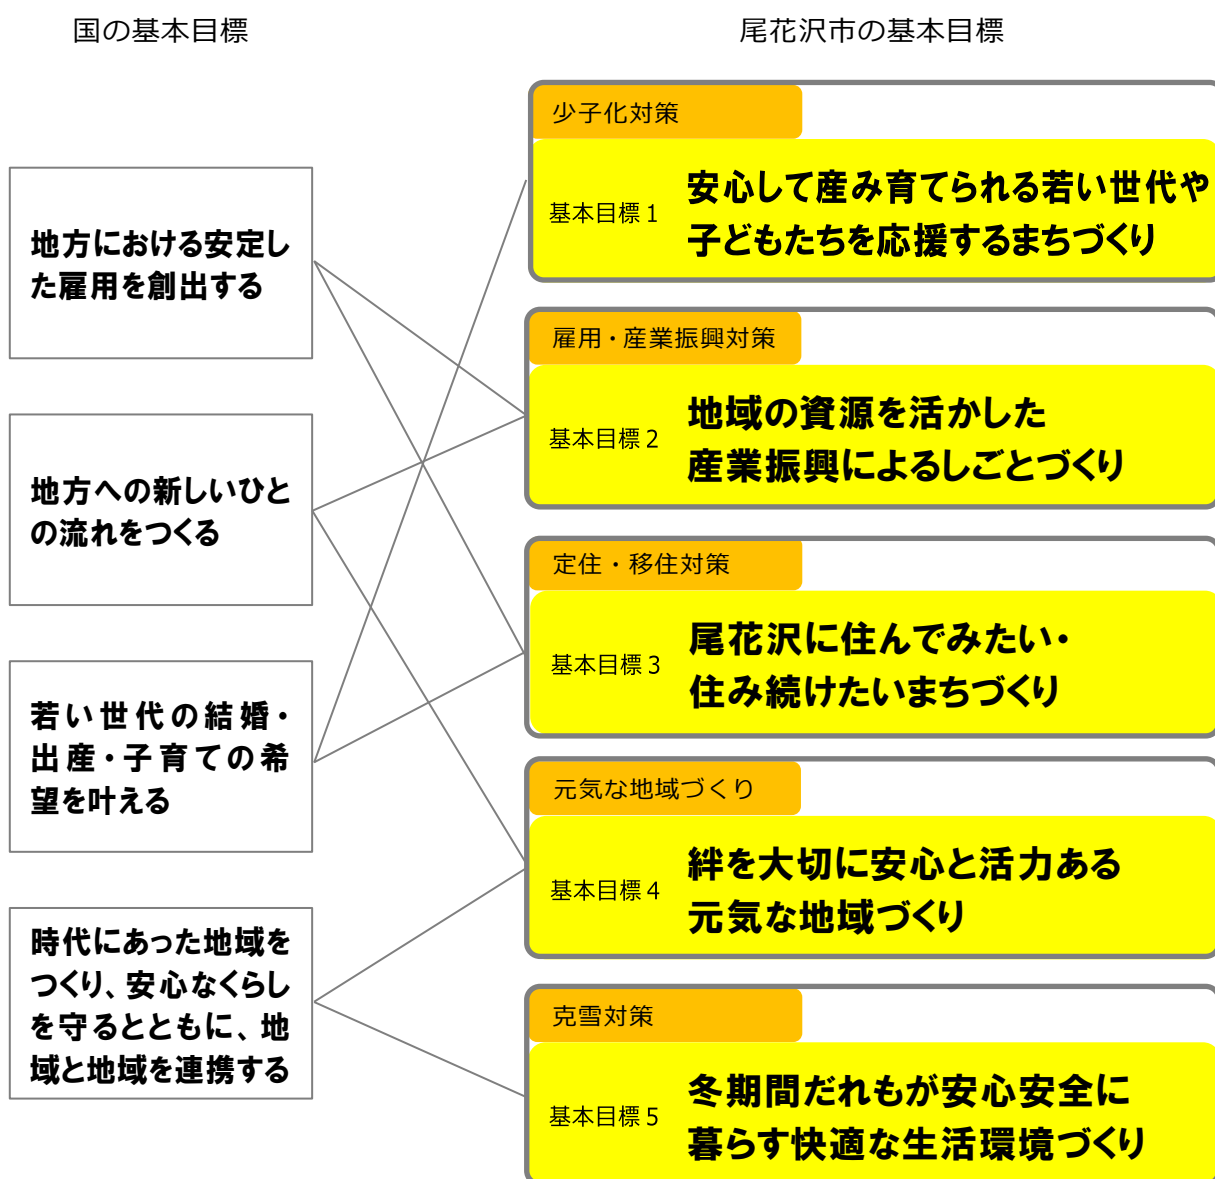 国の基本目標
尾花沢市の基本目標
地方における安定し
た雇用を創出する
地方への新しいひと
の流れをつくる
若い世代の結婚・
出産・子育ての希
望を叶える
時代にあった地域を
つくり、安心なくらし
を守るとともに、地
域と地域を連携する
少子化対策
基本目標1
安心して産み育てられる若い世代や
子どもたちを応援するまちづくり
雇用・産業振興対策
基本目標2
地域の資源を活かした
産業振興によるしごとづくり
定住・移住対策
基本目標3
尾花沢に住んでみたい・
住み続けたいまちづくり
元気な地域づくり
基本目標4
絆を大切に安心と活力ある
元気な地域づくり
克雪対策
基本目標5
冬期間だれもが安心安全に
暮らす快適な生活環境づくり